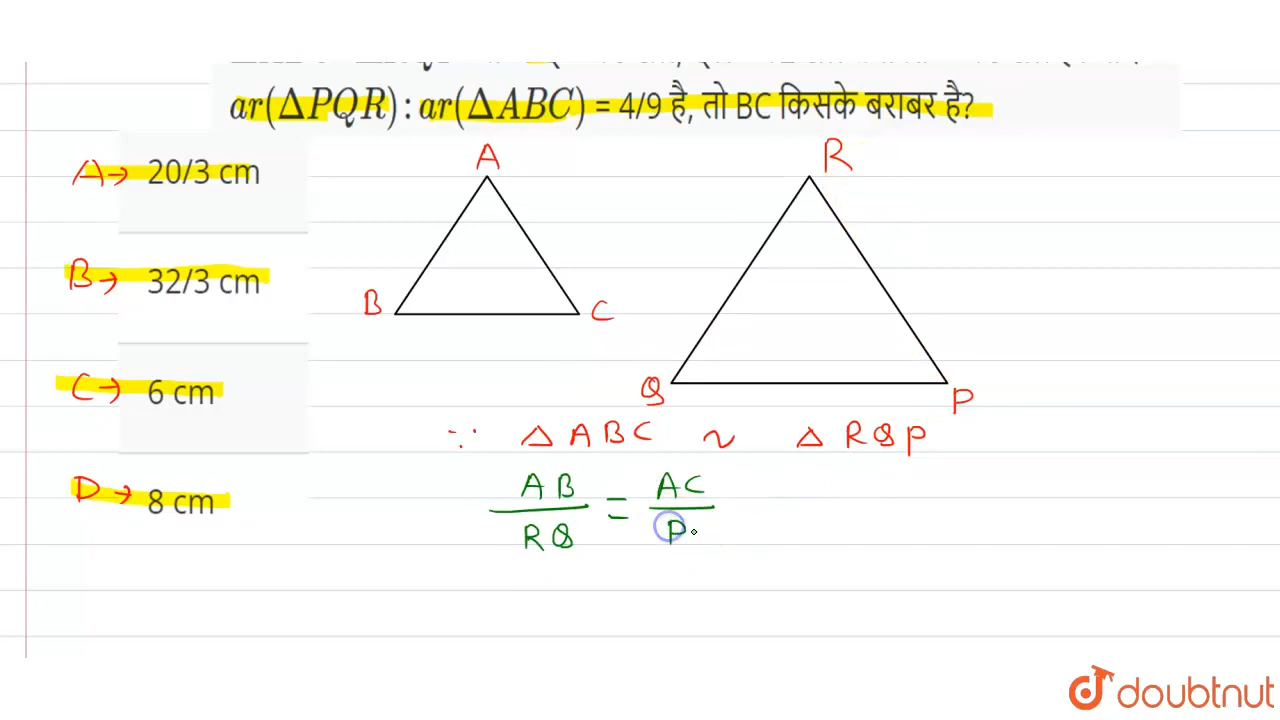 ar(ΔPQR) : ar(ΔABC) = 4/9 है, तो BC किसके बराबर है?
A→ 20/3 cm
B→ 32/3 cm
C→ 6 cm
D→ 8 cm
A
B
C
R
Q
P
∵ Δ ABC ~ Δ RQP
AB/RQ = AC/P
doubtnut